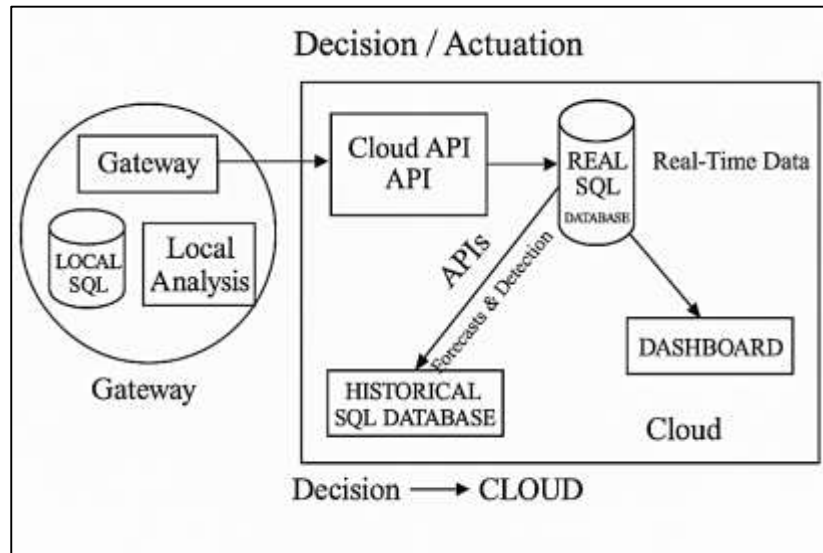 Decision / Actuation
Gateway
LOCAL
SQL
Local
Analysis
Gateway
Cloud API
API
REAL
SQL
DATABASE
Real-Time Data
APIs
Forecasts & Detection
HISTORICAL
SQL DATABASE
DASHBOARD
Cloud
Decision → CLOUD